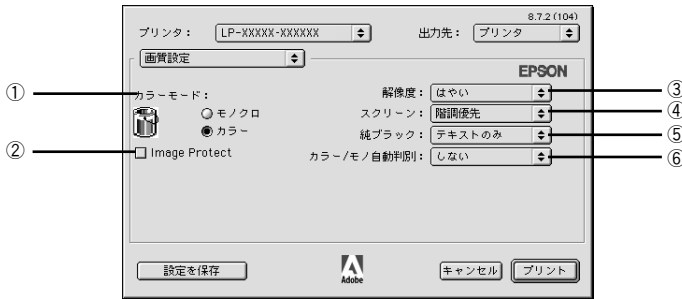 8.7.2 (104)
プリンタ： LP-XXXXX-XXXXXX 出力先： プリンタ
画質設定
EPSON
① カラーモード：
モノクロ
カラー
② Image Protect
解像度： はやい ③
スクリーン： 階調優先 ④
純ブラック： テキストのみ ⑤
カラー/モノ自動判別： しない ⑥
設定を保存 Adobe キャンセル プリント